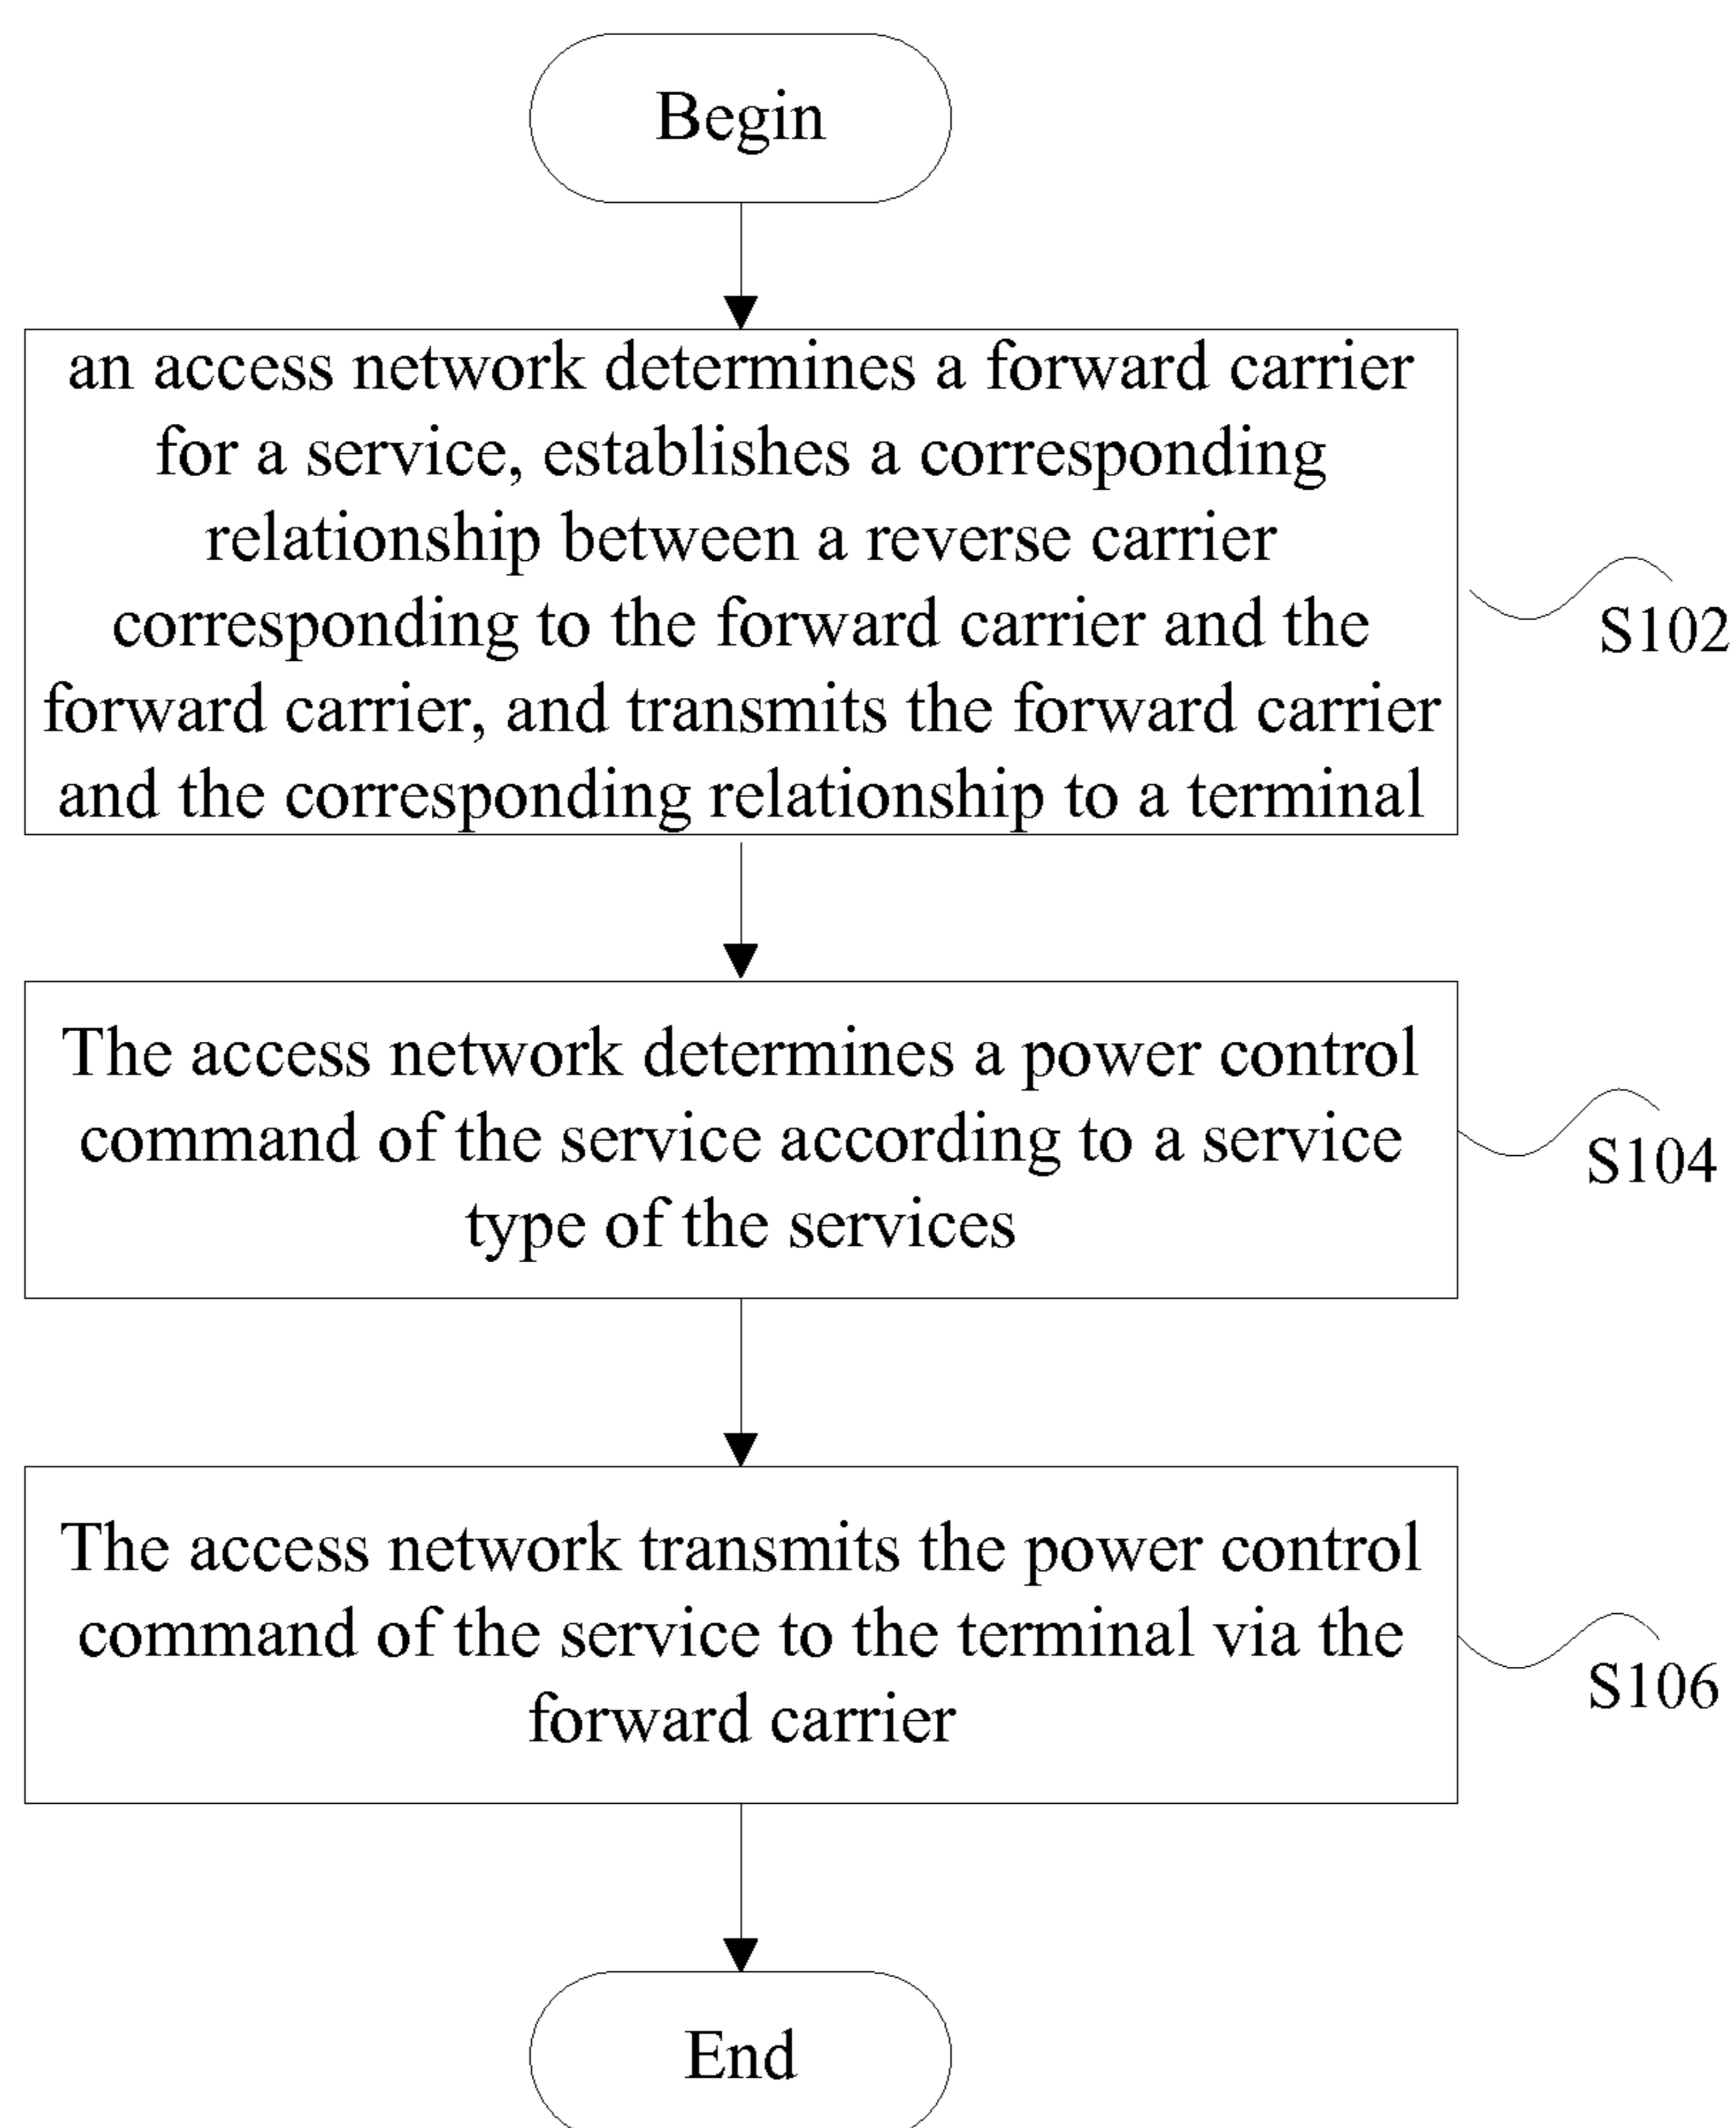 Begin
an access network determines a forward carrier
for a service, establishes a corresponding
relationship between a reverse carrier
corresponding to the forward carrier and the
forward carrier, and transmits the forward carrier
and the corresponding relationship to a terminal
S102
The access network determines a power control
command of the service according to a service
type of the services
S104
The access network transmits the power control
command of the service to the terminal via the
forward carrier
S106
End